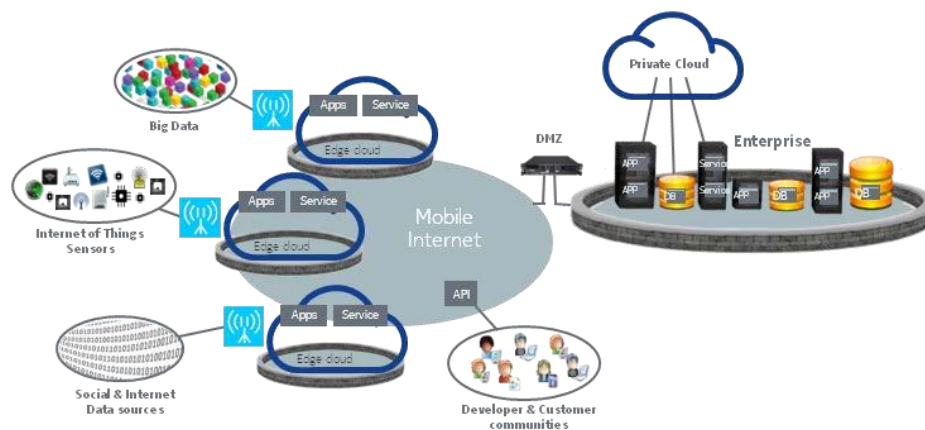 Private Cloud
Apps Service
Big Data
Edge cloud
DMZ
Enterprise
APP
Service
APP
DB
Service
APP
DB
APP
APP
DB
Apps Service
Mobile
Internet
Internet of Things
Sensors
Edge cloud
API
Apps Service
Edge cloud
Social & Internet
Data sources
Developer & Customer
communities